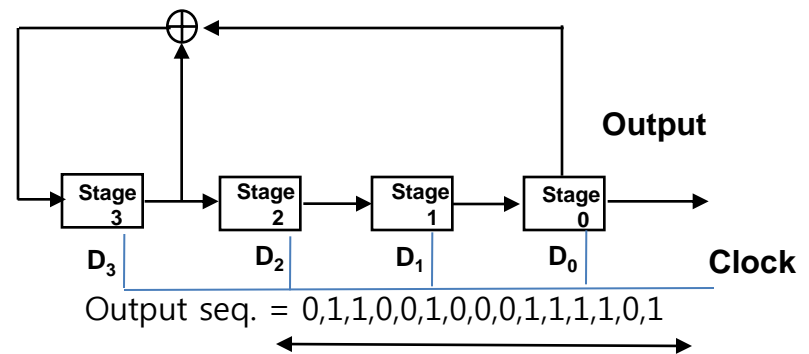 Output
Stage
3
Stage
2
Stage
1
Stage
0
D₃
D₂
D₁
D₀
Clock
Output seq. = 0,1,1,0,0,1,0,0,0,1,1,1,1,0,1